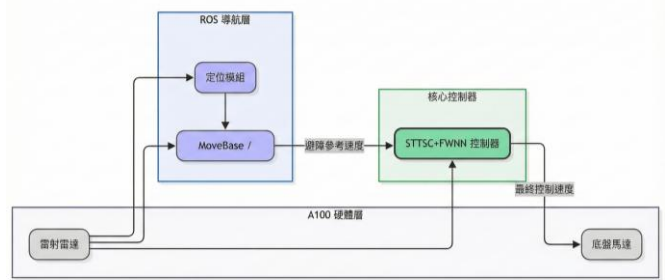 ROS 導航層
定位模組
核心控制器
MoveBase /
避障參考速度
STTSC+FWNN 控制器
最終控制速度
A100 硬體層
雷射雷達
底盤馬達